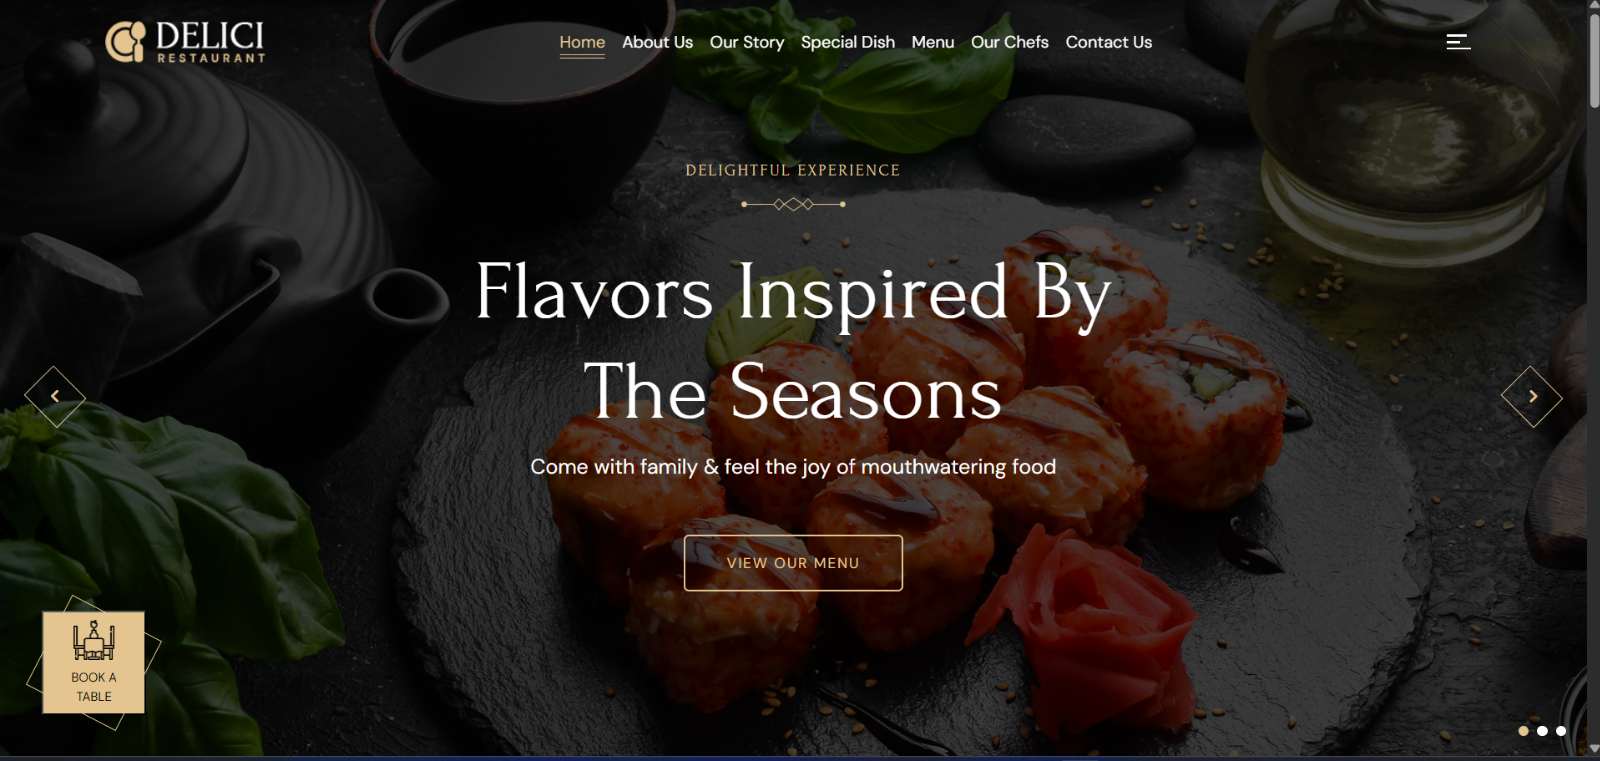 DELICI
RESTAURANT
Home About Us Our Story Special Dish Menu Our Chefs Contact Us
DELIGHTFUL EXPERIENCE
Flavors Inspired By
The Seasons
Come with family & feel the joy of mouthwatering food
VIEW OUR MENU
BOOK A
TABLE